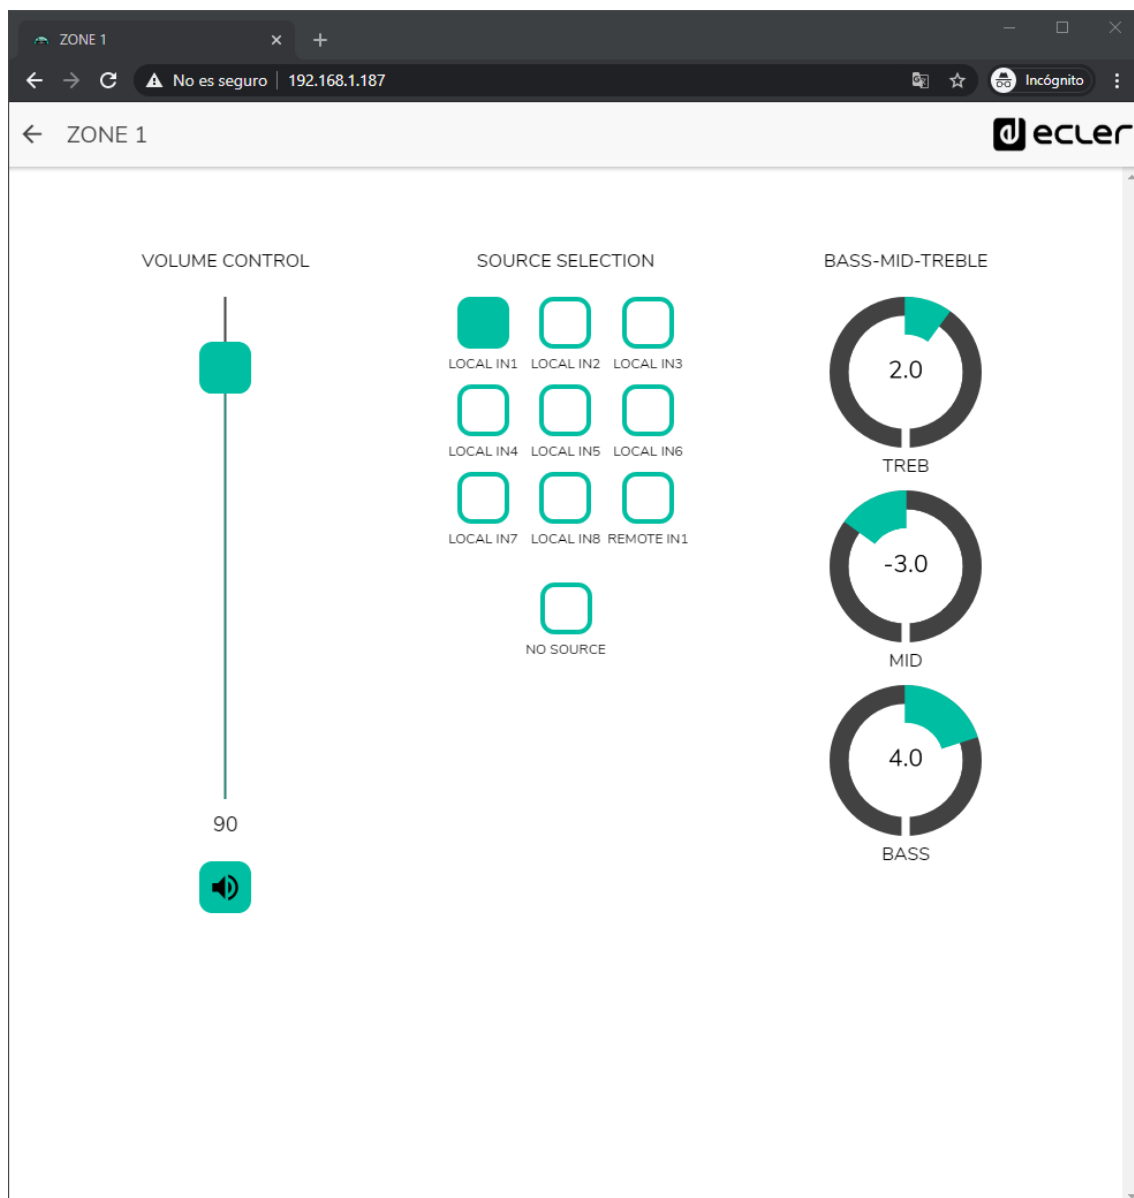 ZONE 1
No es seguro
192.168.1.187
Incógnito
ZONE 1
ecler
VOLUME CONTROL
90
SOURCE SELECTION
LOCAL IN1 LOCAL IN2 LOCAL IN3
LOCAL IN4 LOCAL IN5 LOCAL IN6
LOCAL IN7 LOCAL IN8 REMOTE IN1
NO SOURCE
BASS-MID-TREBLE
2.0
TREB
-3.0
MID
4.0
BASS